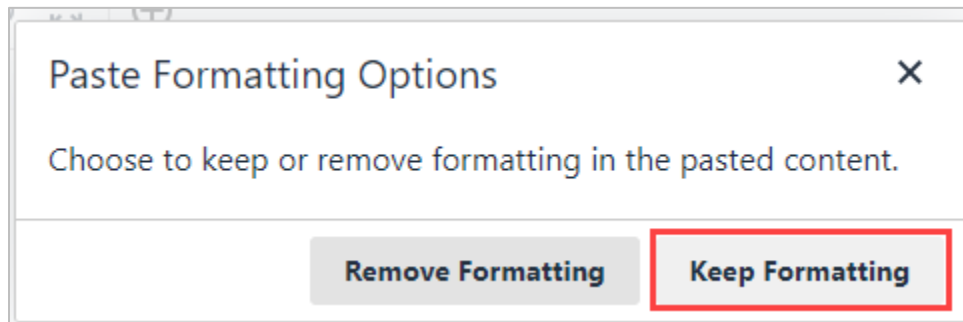 Paste Formatting Options
Choose to keep or remove formatting in the pasted content.
Remove Formatting Keep Formatting